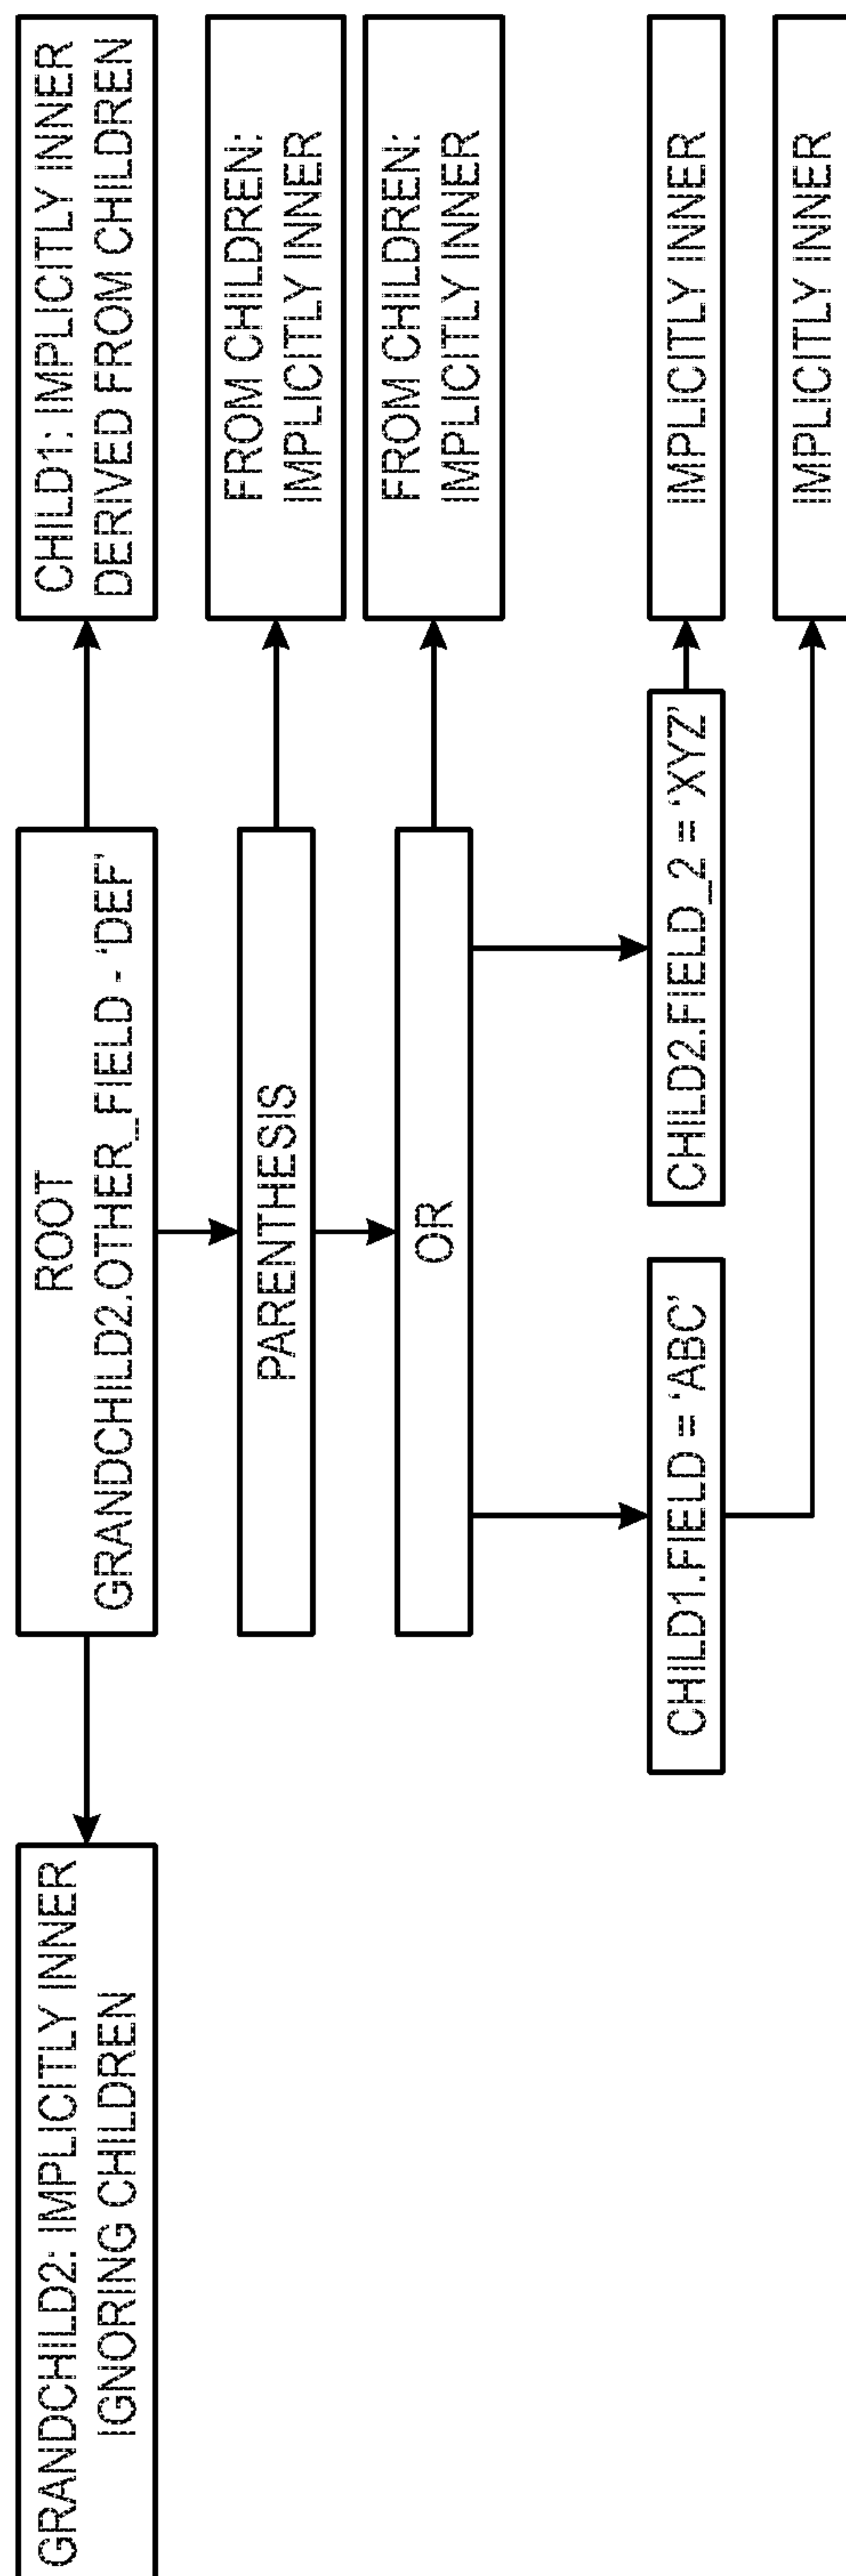 GRANDCHILD2: IMPLICITLY INNER
IGNORING CHILDREN
ROOT
GRANDCHILD2.OTHER_FIELD - 'DEF'
CHILD1: IMPLICITLY INNER
DERIVED FROM CHILDREN
PARENTHESIS
FROM CHILDREN:
IMPLICITLY INNER
OR
FROM CHILDREN:
IMPLICITLY INNER
CHILD1.FIELD = 'ABC'
CHILD2.FIELD_2 = 'XYZ'
IMPLICITLY INNER
IMPLICITLY INNER